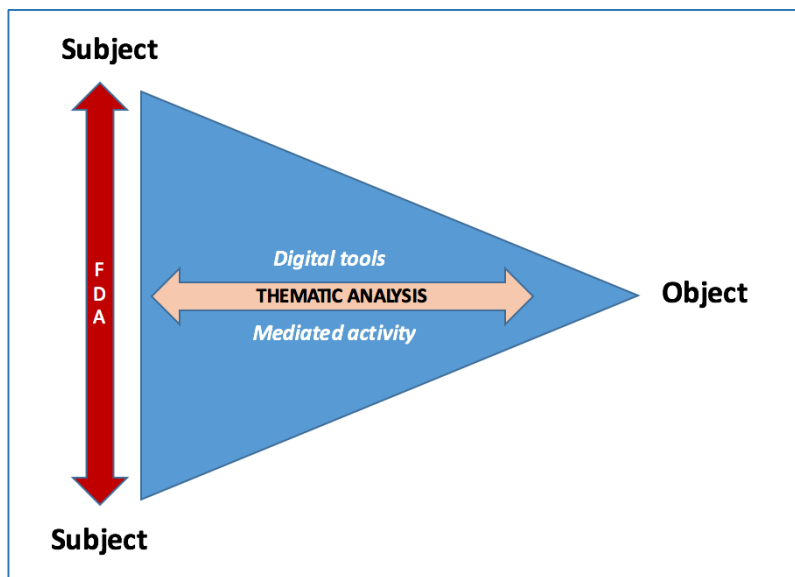 Subject
F
D
A
Digital tools
THEMATIC ANALYSIS
Mediated activity
Object
Subject